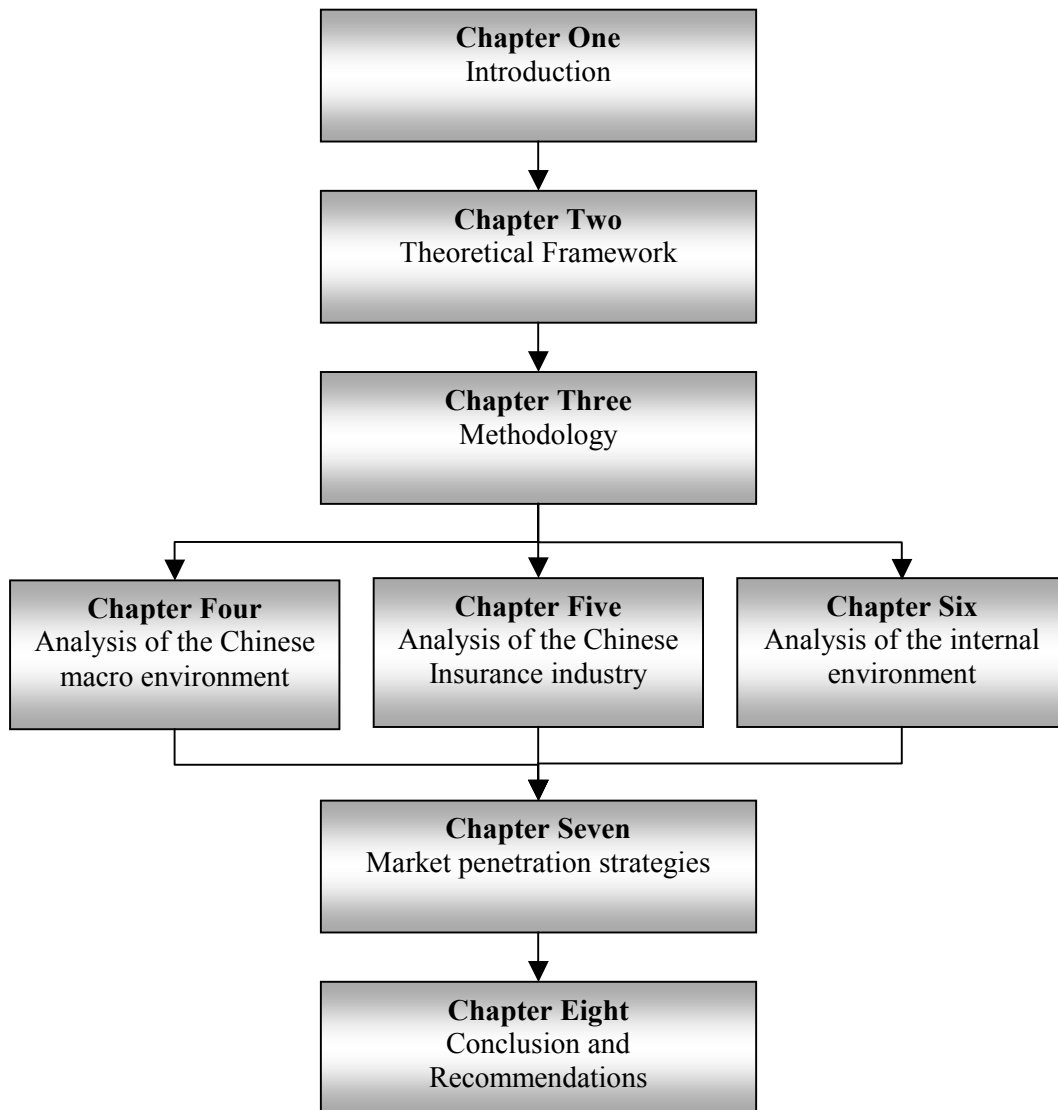 Chapter One
Introduction
Chapter Two
Theoretical Framework
Chapter Three
Methodology
Chapter Four
Analysis of the Chinese
macro environment
Chapter Five
Analysis of the Chinese
Insurance industry
Chapter Six
Analysis of the internal
environment
Chapter Seven
Market penetration strategies
Chapter Eight
Conclusion and
Recommendations